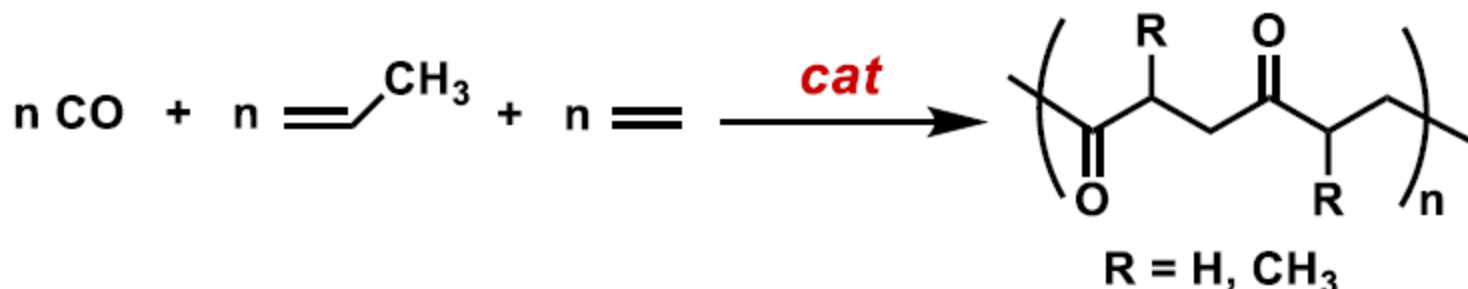 n CO + n CH₃ + n cat R O O R n
R = H, CH₃